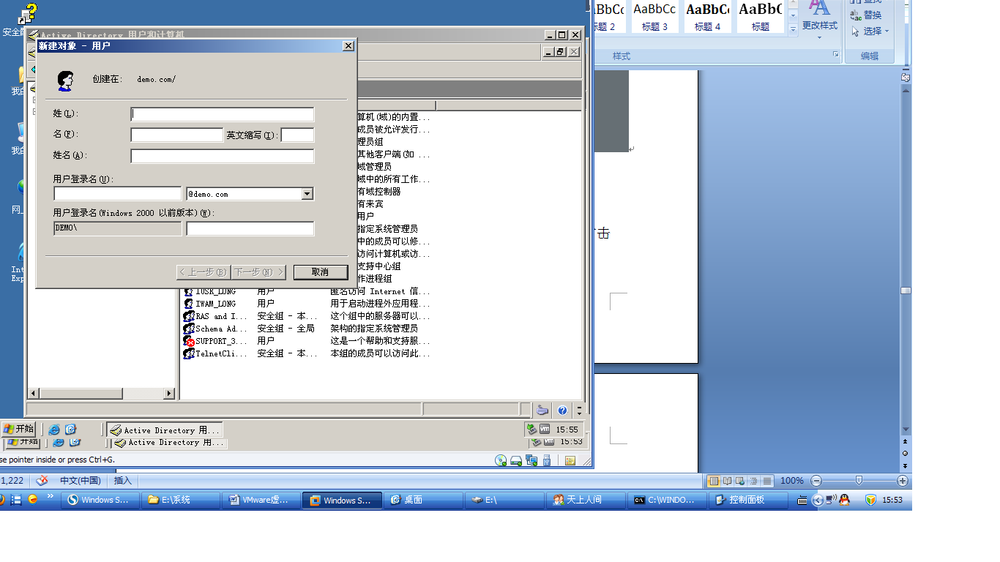 安全
Active Directory 用户和计算机
新建对象 - 用户
创建在: demo.com/
姓(L):
名(F):
英文缩写(I):
姓名(A):
用户登录名(U):
@demo.com
用户登录名(Windows 2000 以前版本)(W):
DEMO\
< 上一步(B)
下一步(N) >
取消
我的
我的
网上
Int
Exp
算机(域)的内置...
成员被允许发行...
理员组
其他客户端(如 ...
域管理员
域中的所有工作...
有域控制器
有来宾
用户
指定系统管理员
中的成员可以修...
访问计算机或访...
支持中心组
作进程组
IUSR_LONG 用户 匿名访问 Internet 信...
IWAM_LONG 用户 用于启动进程外应用程...
RAS and I... 安全组 - 本... 这个组中的服务器可以...
Schema Ad... 安全组 - 全局 架构的指定系统管理员
SUPPORT_3... 用户 这是一个帮助和支持服...
TelnetCli... 安全组 - 本... 本组的成员可以访问此...
开始 Active Directory 用... 15:55
开始 Active Directory 用... 15:53
se pointer inside or press Ctrl+G.
AaBbCc AaBbC AaBbC
标题 2 标题 3 标题 4 标题
更改样式
查找
替换
选择
样式
编辑
击
1,222 中文(中国) 插入 100%
Windows S... E:\系统 VMware虚... Windows S... 桌面 E:\ 天上人间 C:\WINDO... 控制面板 15:53